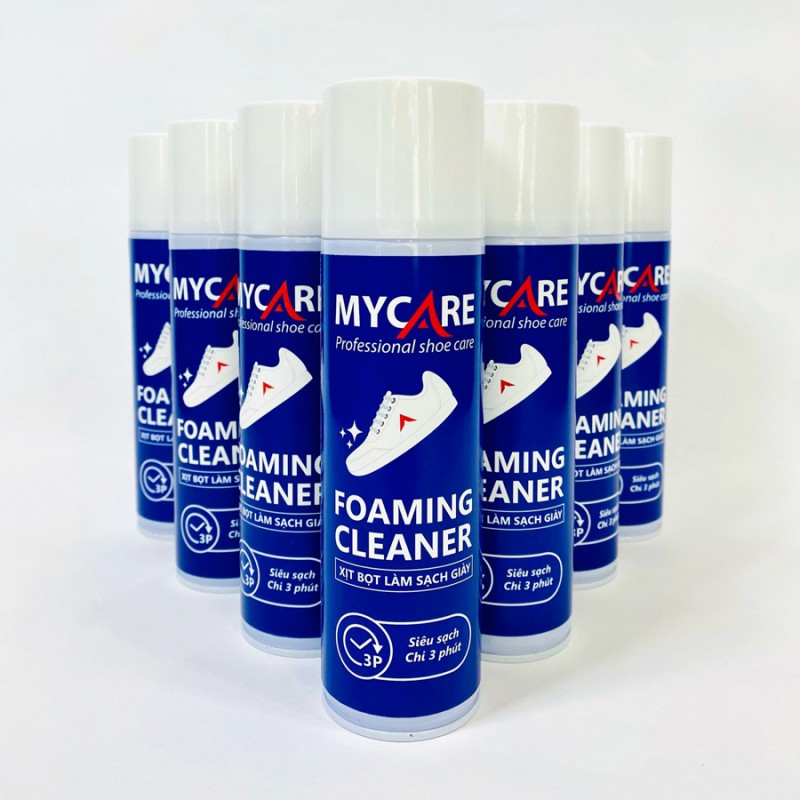 MYCARE
Professional shoe care
FOAMING
CLEANER
XỊT BỌT LÀM SẠCH GIÀY
3P
Siêu sạch
Chỉ 3 phút